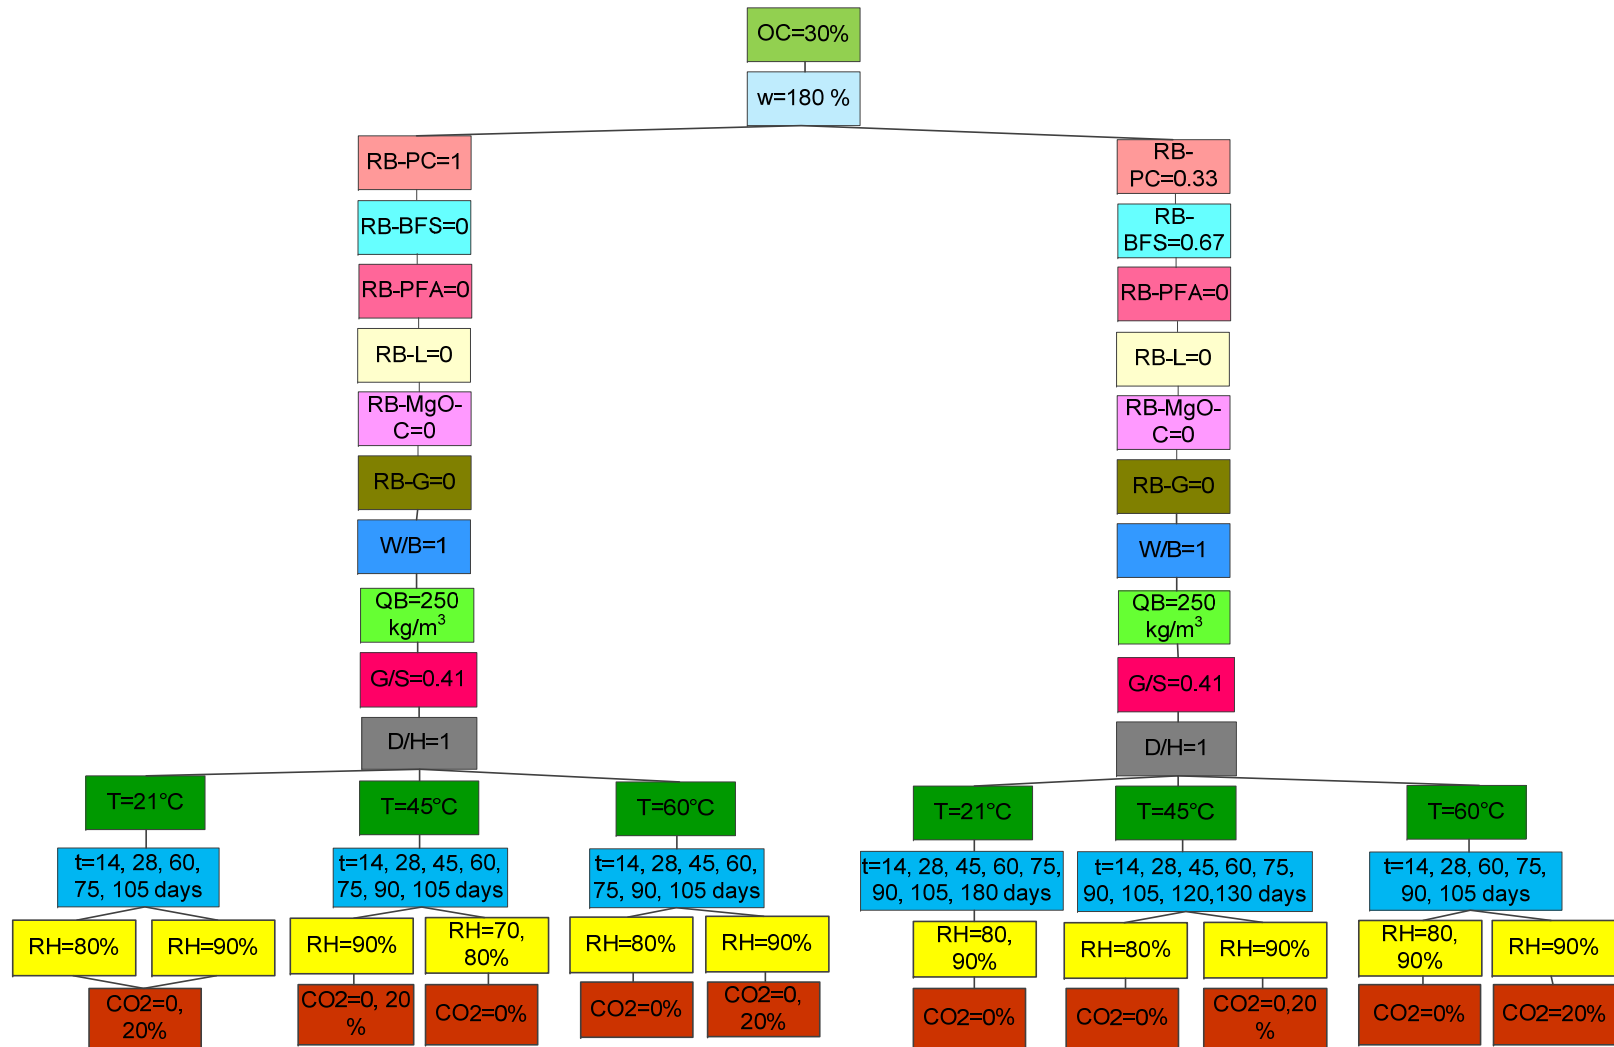 OC=30%
w=180 %
RB-PC=1
RB-BFS=0
RB-PFA=0
RB-L=0
RB-MgO-
C=0
RB-G=0
W/B=1
QB=250
kg/m³
G/S=0.41
D/H=1
T=21°C
t=14, 28, 60,
75, 105 days
RH=80%
RH=90%
CO2=0,
20%
T=45°C
t=14, 28, 45, 60,
75, 90, 105 days
RH=90%
CO2=0, 20
%
RH=70,
80%
CO2=0%
T=60°C
t=14, 28, 45, 60,
75, 90, 105 days
RH=80%
CO2=0%
RH=90%
CO2=0,
20%
RB-
PC=0.33
RB-
BFS=0.67
RB-PFA=0
RB-L=0
RB-MgO-
C=0
RB-G=0
W/B=1
QB=250
kg/m³
G/S=0.41
D/H=1
T=21°C
t=14, 28, 45, 60, 75,
90, 105, 180 days
RH=80,
90%
CO2=0%
T=45°C
t=14, 28, 45, 60, 75,
90, 105, 120,130 days
RH=80%
CO2=0%
RH=90%
CO2=0,20
%
T=60°C
t=14, 28, 60, 75,
90, 105 days
RH=80,
90%
CO2=0%
RH=90%
CO2=20%